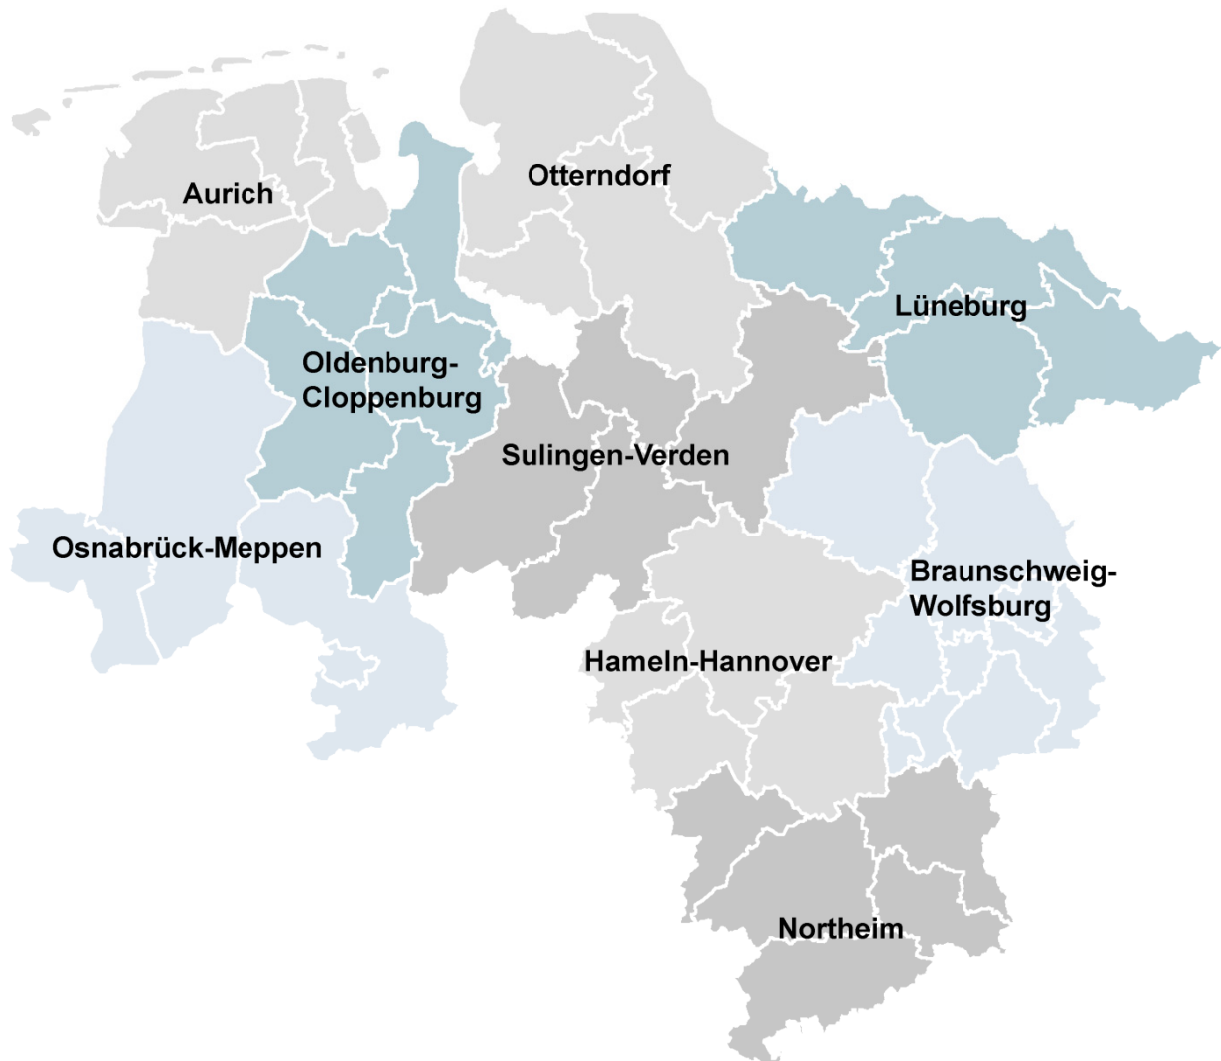 Otterndorf
Aurich
Lüneburg
Oldenburg-
Cloppenburg
Sulingen-Verden
Osnabrück-Meppen
Braunschweig-
Wolfsburg
Hameln-Hannover
Northeim